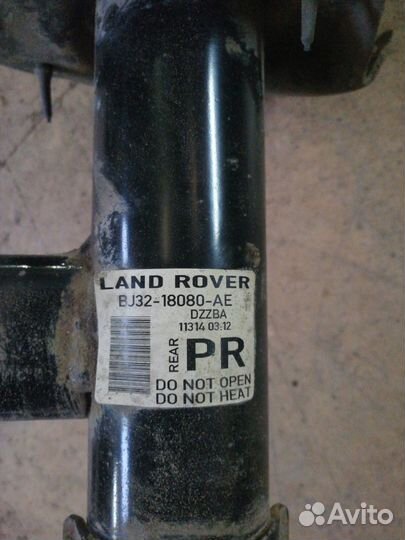 LAND ROVER
BJ32-18080-AE
DZZBA
11314 03:12
REAR PR
DO NOT OPEN
DO NOT HEAT
Avito